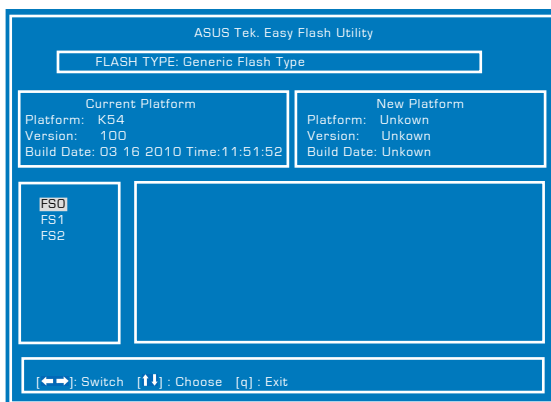 ASUS Tek. Easy Flash Utility
FLASH TYPE: Generic Flash Type
Current Platform
Platform: K54
Version: 100
Build Date: 03 16 2010 Time:11:51:52
New Platform
Platform: Unkown
Version: Unkown
Build Date: Unkown
FS0
FS1
FS2
[⬅➡]: Switch [⬆⬇] : Choose [q] : Exit